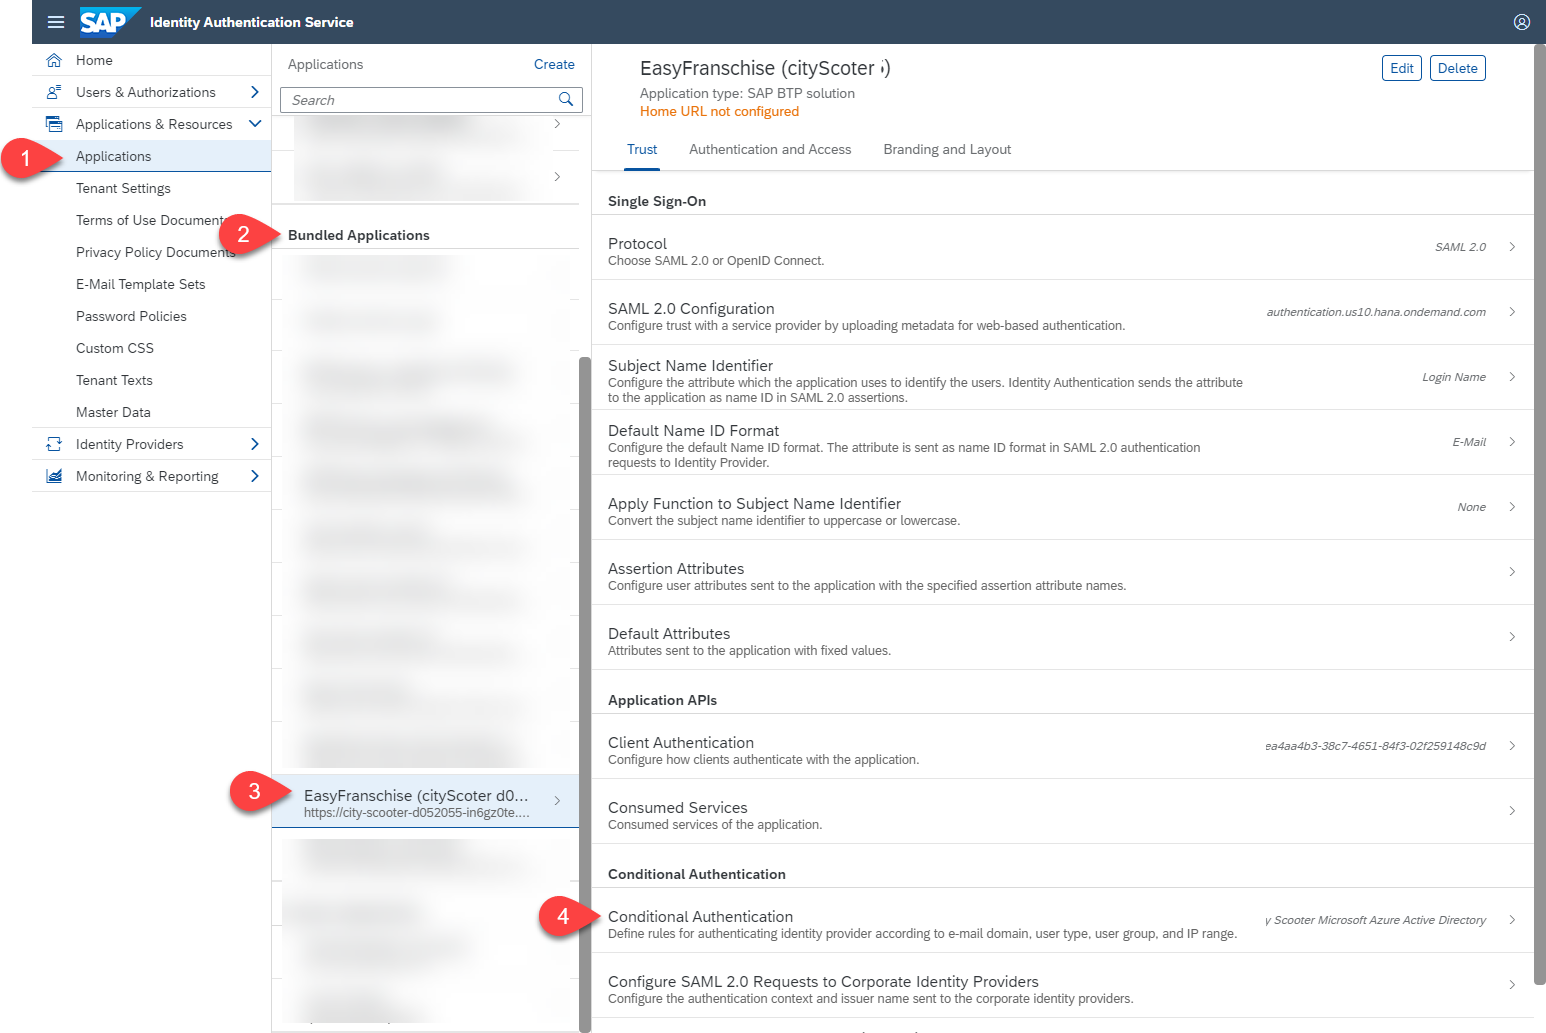 SAP Identity Authentication Service
Home
Users & Authorizations
Applications & Resources
1
Applications
Tenant Settings
Terms of Use Documents
Privacy Policy Documents
E-Mail Template Sets
Password Policies
Custom CSS
Tenant Texts
Master Data
Identity Providers
Monitoring & Reporting
Applications
Create
Search
2
Bundled Applications
3
EasyFranschise (cityScoter d0...
https://city-scooter-d052055-in6gz0te....
EasyFranschise (cityScoter )
Edit
Delete
Application type: SAP BTP solution
Home URL not configured
Trust
Authentication and Access
Branding and Layout
Single Sign-On
Protocol
SAML 2.0
Choose SAML 2.0 or OpenID Connect.
SAML 2.0 Configuration
authentication.us10.hana.ondemand.com
Configure trust with a service provider by uploading metadata for web-based authentication.
Subject Name Identifier
Login Name
Configure the attribute which the application uses to identify the users. Identity Authentication sends the attribute
to the application as name ID in SAML 2.0 assertions.
Default Name ID Format
E-Mail
Configure the default Name ID format. The attribute is sent as name ID format in SAML 2.0 authentication
requests to Identity Provider.
Apply Function to Subject Name Identifier
None
Convert the subject name identifier to uppercase or lowercase.
Assertion Attributes
Configure user attributes sent to the application with the specified assertion attribute names.
Default Attributes
Attributes sent to the application with fixed values.
Application APIs
Client Authentication
ea4aa4b3-38c7-4651-84f3-02f259148c9d
Configure how clients authenticate with the application.
Consumed Services
Consumed services of the application.
Conditional Authentication
4
Conditional Authentication
y Scooter Microsoft Azure Active Directory
Define rules for authenticating identity provider according to e-mail domain, user type, user group, and IP range.
Configure SAML 2.0 Requests to Corporate Identity Providers
Configure the authentication context and issuer name sent to the corporate identity providers.